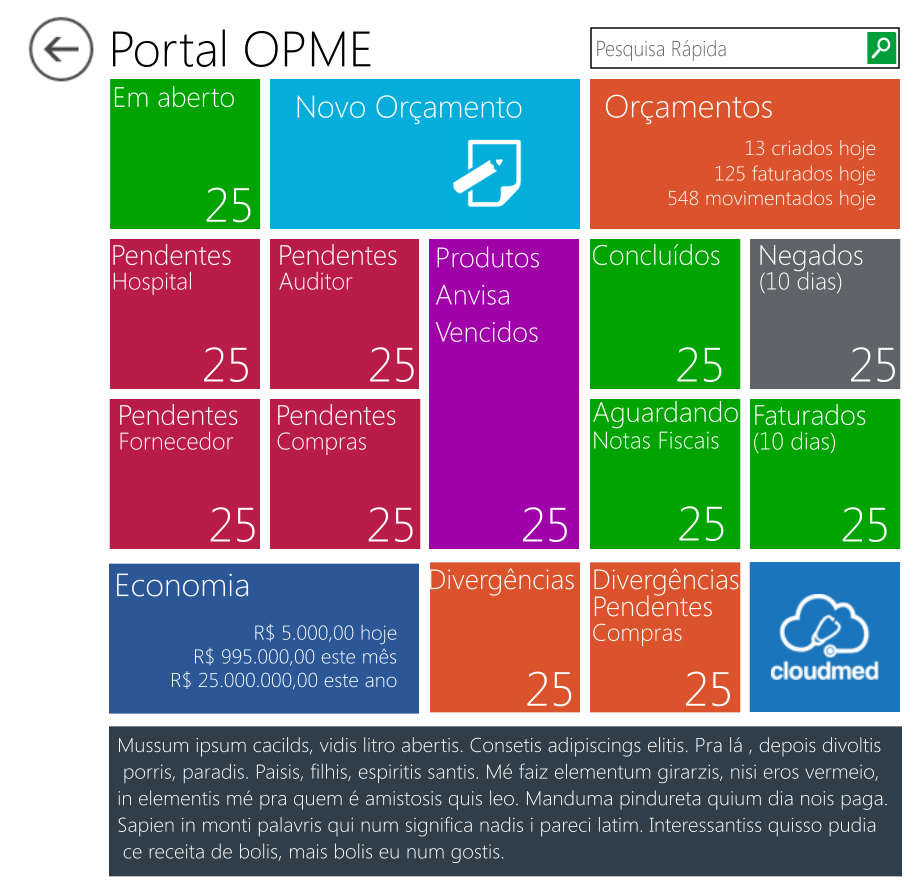 Portal OPME
Pesquisa Rápida
Em aberto
25
Novo Orçamento
Orçamentos
13 criados hoje
125 faturados hoje
548 movimentados hoje
Pendentes
Hospital
25
Pendentes
Auditor
25
Produtos
Anvisa
Vencidos
25
Concluídos
25
Negados
(10 dias)
25
Pendentes
Fornecedor
25
Pendentes
Compras
25
Aguardando
Notas Fiscais
25
Faturados
(10 dias)
25
Economia
R$ 5.000,00 hoje
R$ 995.000,00 este mês
R$ 25.000.000,00 este ano
Divergências
25
Divergências
Pendentes
Compras
25
cloudmed
Mussum ipsum cacilds, vidis litro abertis. Consetis adipiscings elitis. Pra lá , depois divoltis
porris, paradis. Paisis, filhis, espiritis santis. Mé faiz elementum girarzis, nisi eros vermeio,
in elementis mé pra quem é amistosis quis leo. Manduma pindureta quium dia nois paga.
Sapien in monti palavris qui num significa nadis i pareci latim. Interessantiss quisso pudia
ce receita de bolis, mais bolis eu num gostis.